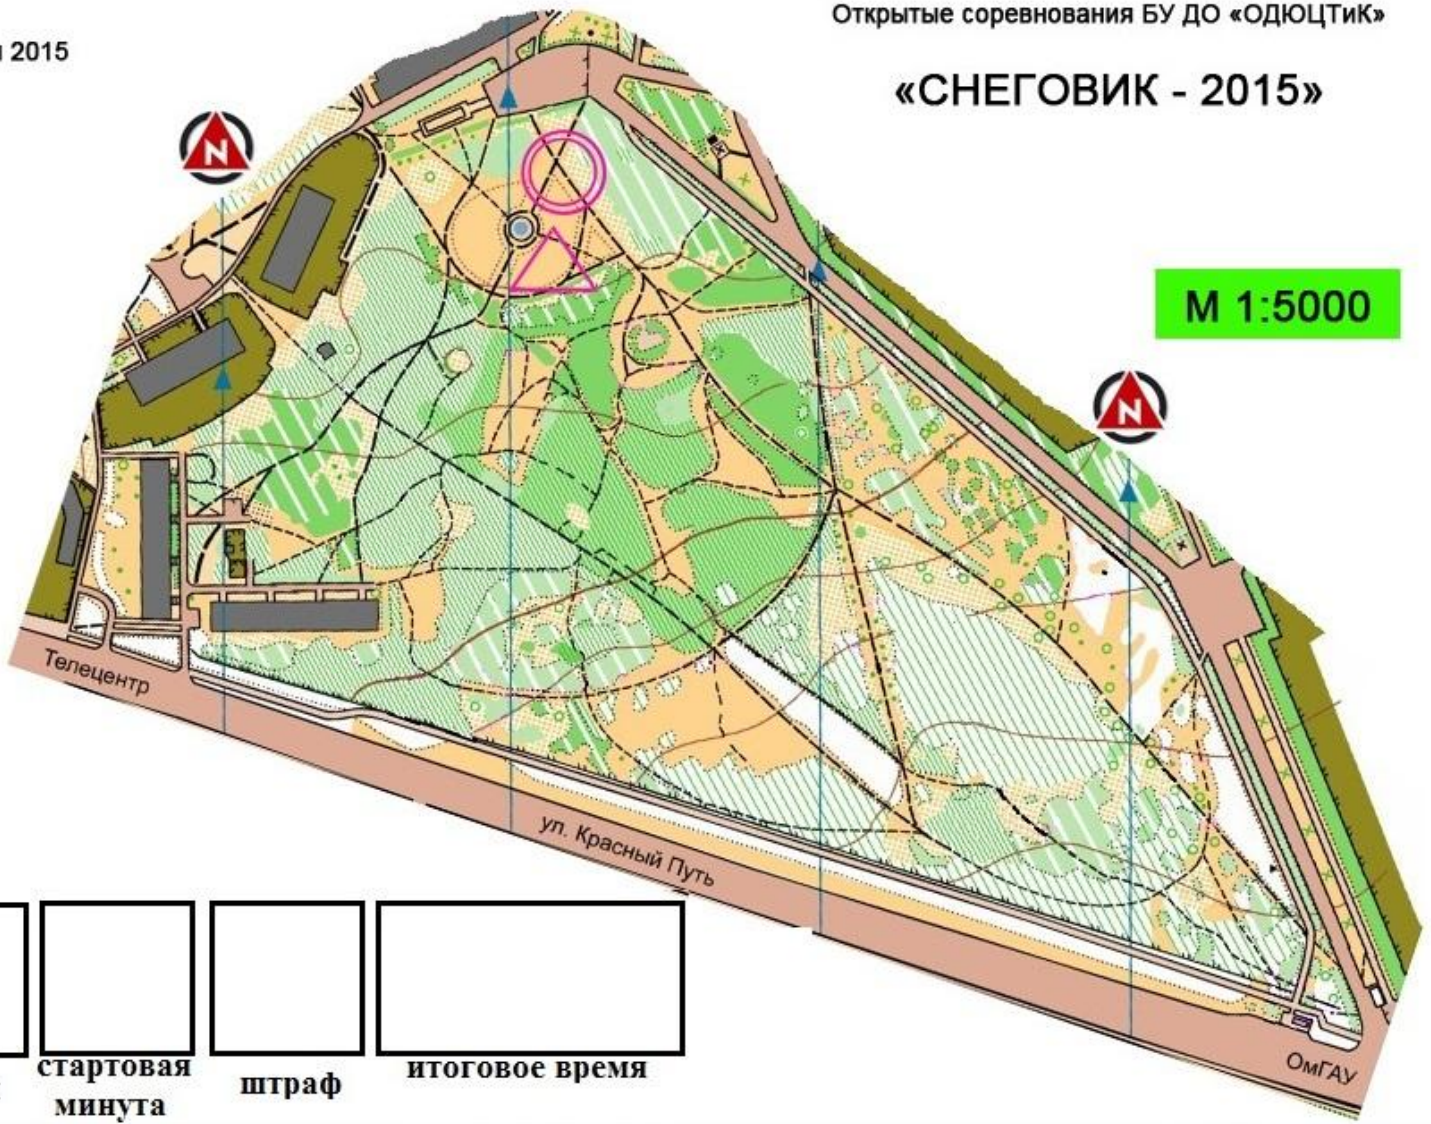 Открытые соревнования БУ ДО «ОДЮЦТиК»
2015
«СНЕГОВИК - 2015»
N
М 1:5000
N
Телецентр
ул. Красный Путь
ОмГАУ
стартовая
минута
штраф
итоговое время